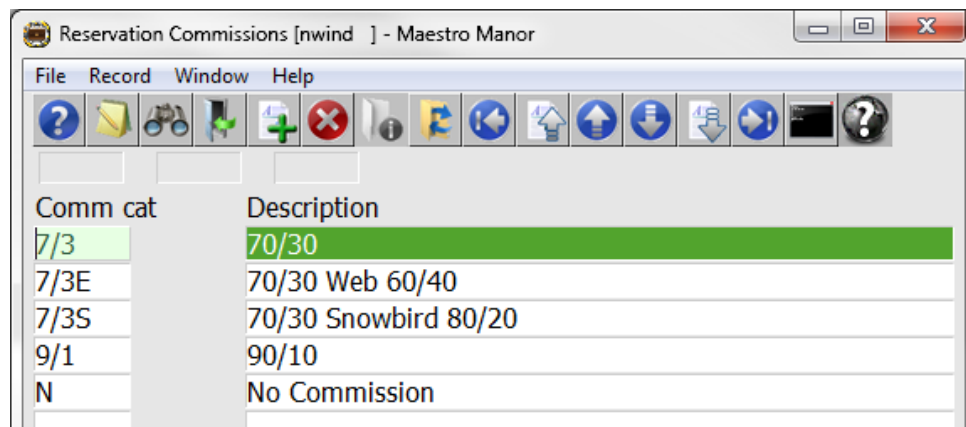 Reservation Commissions [nwind ] - Maestro Manor
File Record Window Help
Comm cat Description
7/3 70/30
7/3E 70/30 Web 60/40
7/3S 70/30 Snowbird 80/20
9/1 90/10
N No Commission